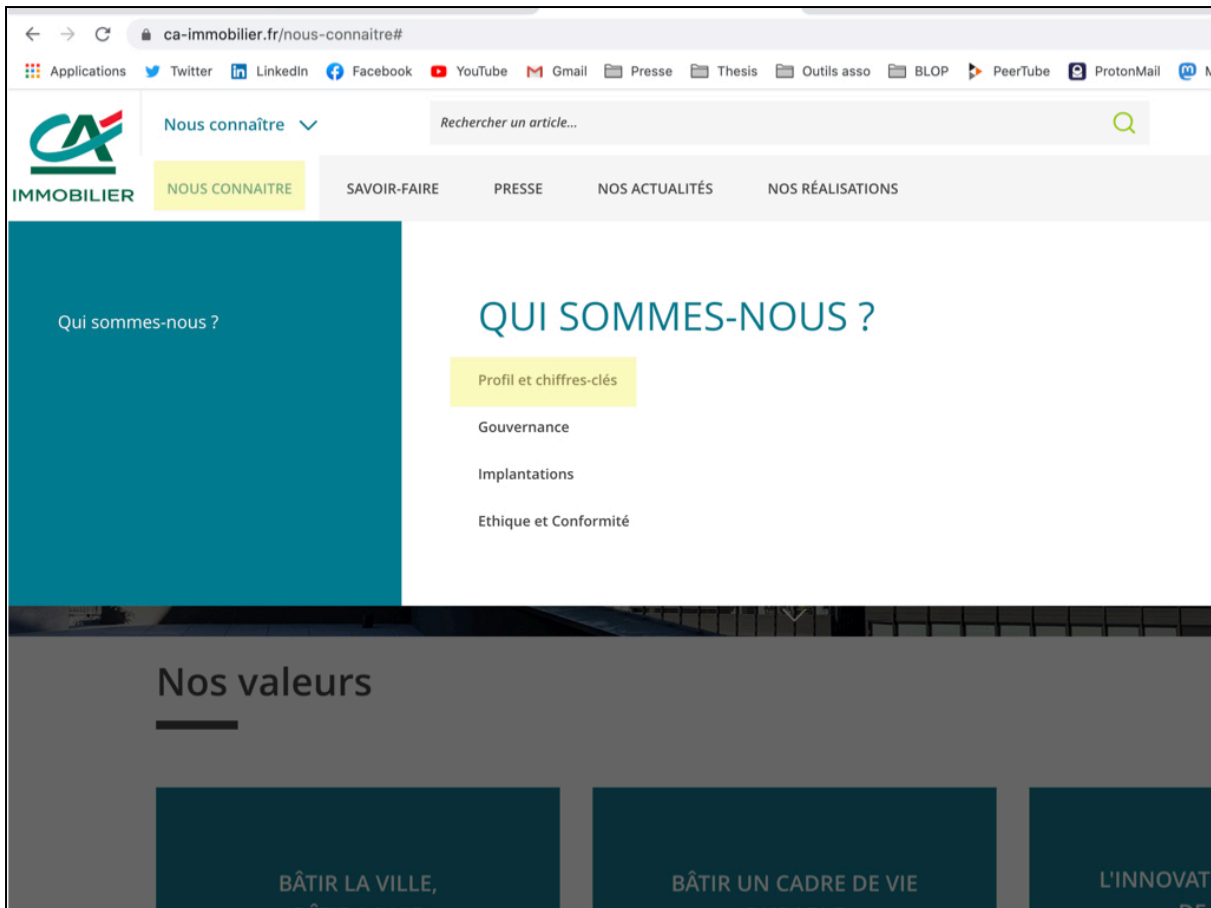 ca-immobilier.fr/nous-connaitre#
Applications Twitter LinkedIn Facebook YouTube Gmail Presse Thesis Outils asso BLOP PeerTube ProtonMail
CA
IMMOBILIER
Nous connaître
Rechercher un article...
NOUS CONNAITRE SAVOIR-FAIRE PRESSE NOS ACTUALITÉS NOS RÉALISATIONS
Qui sommes-nous ?
QUI SOMMES-NOUS ?
Profil et chiffres-clés
Gouvernance
Implantations
Ethique et Conformité
Nos valeurs
BÂTIR LA VILLE,
BÂTIR UN CADRE DE VIE
L'INNOVAT